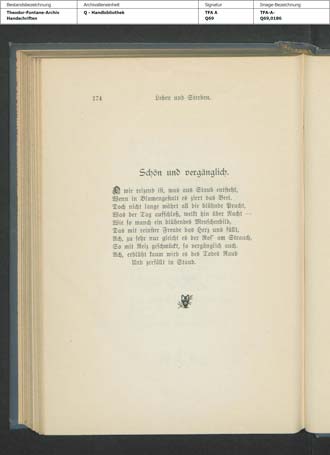 Bestandsbezeichnung
Theodor-Fontane-Archiv
Handschriften
Archivalieneinheit
Q - Handbibliothek
Signatur
TFA A
Q69
Image-Bezeichnung
TFA-A-
Q69,0186
174
Leben und Sterben.
Schön und vergänglich.
O wie reizend ist, was aus Staub entsteht,
Wenn in Blumengestalt es ziert das Beet.
Doch nicht lange währt all die blühnde Pracht,
Was der Tag aufschloß, welkt hin über Nacht —
Wie so manch ein blühendes Menschenbild,
Das mit reinster Freude das Herz uns füllt,
Ach, zu sehr nur gleicht es der Ros' am Strauch,
So mit Reiz geschmückt, so vergänglich auch.
Ach, erblüht kaum wird es des Todes Raub
Und zerfällt in Staub.